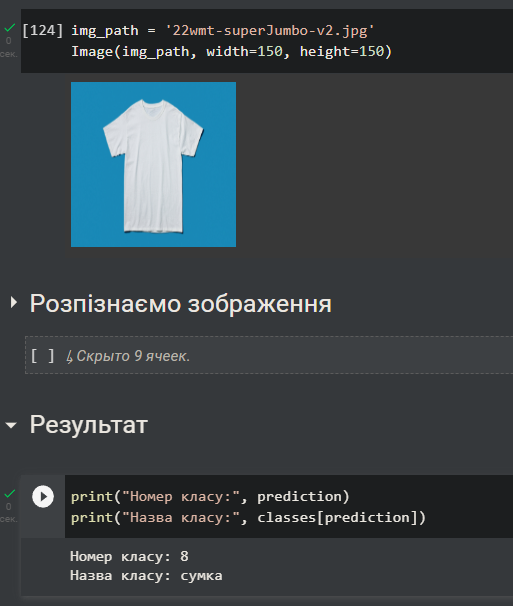 [124] img_path = '22wmt-superJumbo-v2.jpg'
0
сек.
Image(img_path, width=150, height=150)
Розпізнаємо зображення
[ ] ↳ Скрыто 9 ячеек.
Результат
0
сек.
print("Номер класу:", prediction)
print("Назва класу:", classes[prediction])
Номер класу: 8
Назва класу: сумка